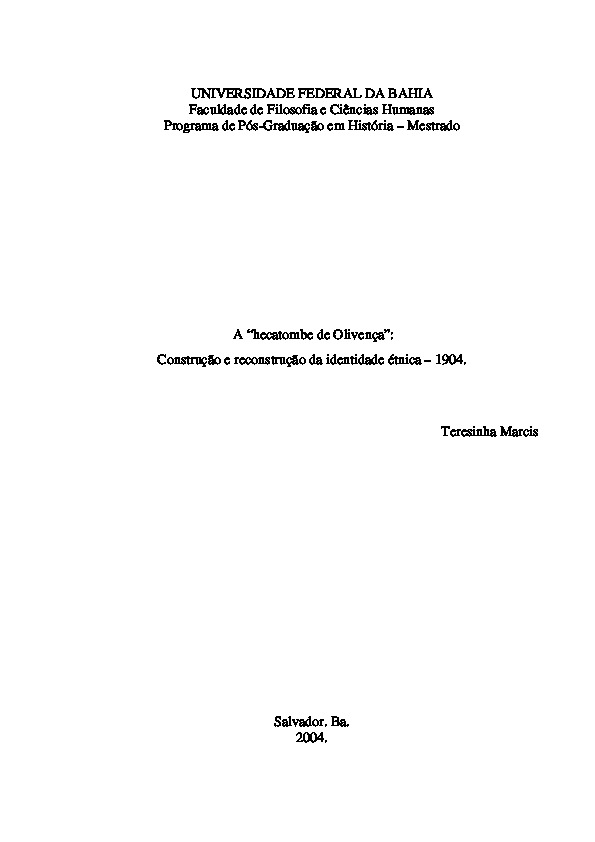 UNIVERSIDADE FEDERAL DA BAHIA
Faculdade de Filosofia e Ciências Humanas
Programa de Pós-Graduação em História – Mestrado
A “hecatombe de Olivença”:
Construção e reconstrução da identidade étnica – 1904.
Teresinha Marcis
Salvador. Ba.
2004.